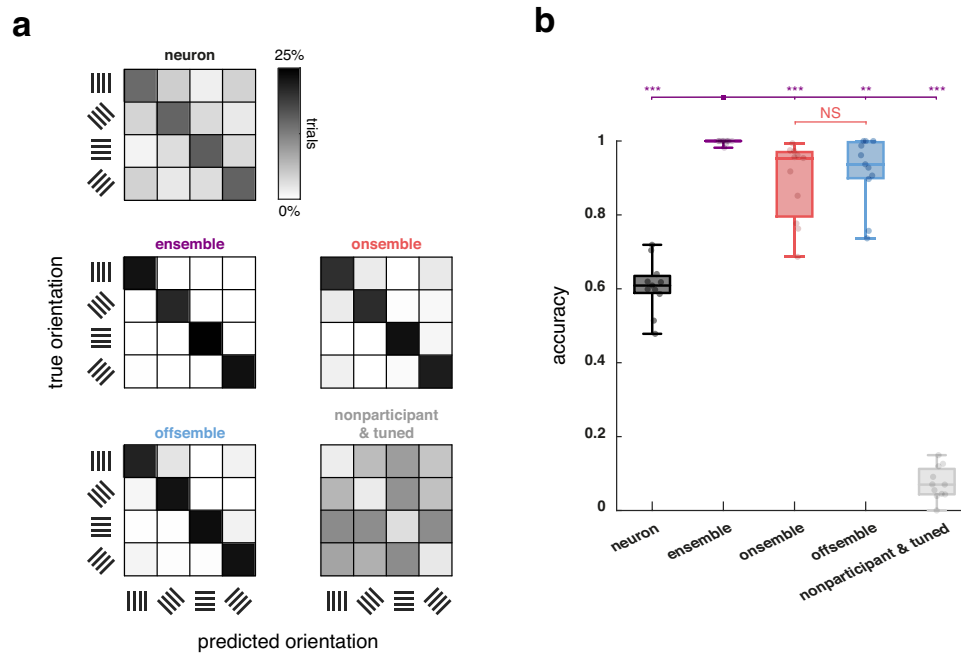 a
neuron
25%
trials
0%
ensemble
onsemble
true orientation
offsemble
nonparticipant
& tuned
predicted orientation
b
***
***
**
***
NS
1
0.8
0.6
0.4
0.2
0
accuracy
neuron
ensemble
onsemble
offsemble
nonparticipant & tuned